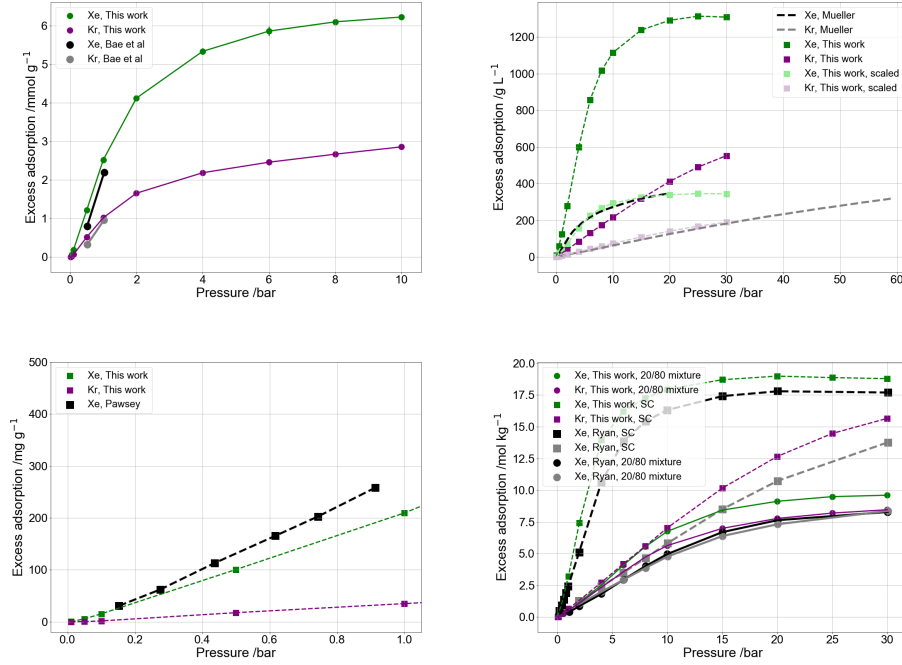 Xe, This work
Kr, This work
Xe, Bae et al
Kr, Bae et al
Excess adsorption /mmol g⁻¹
6
5
4
3
2
1
0
0 2 4 6 8 10
Pressure /bar
Xe, Mueller
Kr, Mueller
Xe, This work
Kr, This work
Xe, This work, scaled
Kr, This work, scaled
Excess adsorption /g L⁻¹
1200
1000
800
600
400
200
0
0 10 20 30 40 50 60
Pressure /bar
Xe, This work
Kr, This work
Xe, Pawsey
Excess adsorption /mg g⁻¹
500
400
300
200
100
0
0.0 0.2 0.4 0.6 0.8 1.0
Pressure /bar
Xe, This work, 20/80 mixture
Kr, This work, 20/80 mixture
Xe, This work, SC
Kr, This work, SC
Xe, Ryan, SC
Xe, Ryan, SC
Xe, Ryan, 20/80 mixture
Xe, Ryan, 20/80 mixture
Excess adsorption /mol kg⁻¹
20.0
17.5
15.0
12.5
10.0
7.5
5.0
2.5
0.0
0 5 10 15 20 25 30
Pressure /bar